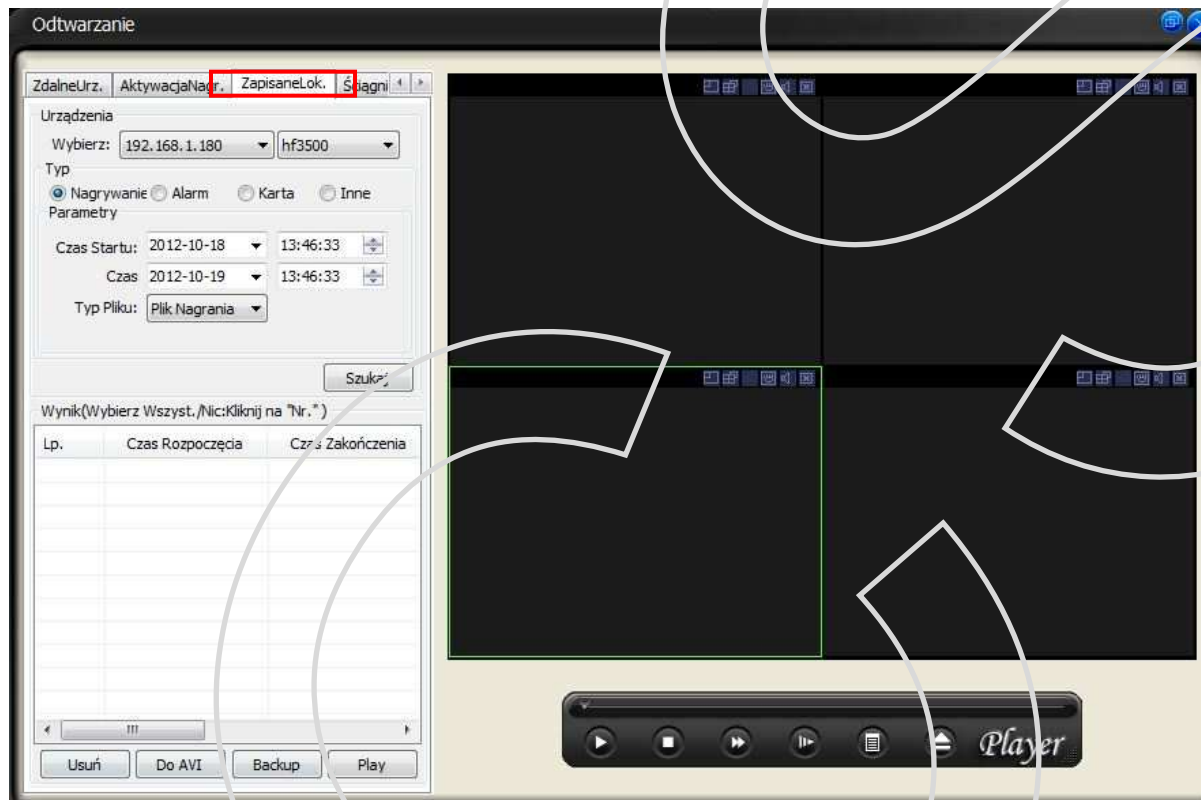 Odtwarzanie
ZdalneUrz. AktywacjaNagr. ZapisaneLok. Ściągni
Urządzenia
Wybierz: 192.168.1.180 hf3500
Typ
Nagrywanie Alarm Karta Inne
Parametry
Czas Startu: 2012-10-18 13:46:33
Czas 2012-10-19 13:46:33
Typ Pliku: Plik Nagrania
Szukaj
Wynik(Wybierz Wszyst./Nic:Kliknij na "Nr.")
Lp. Czas Rozpoczęcia Czas Zakończenia
Usuń Do AVI Backup Play
Player